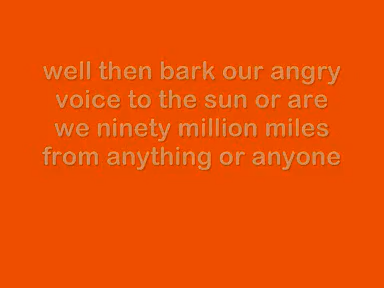 well then bark our angry
voice to the sun or are
we ninety million miles
from anything or anyone